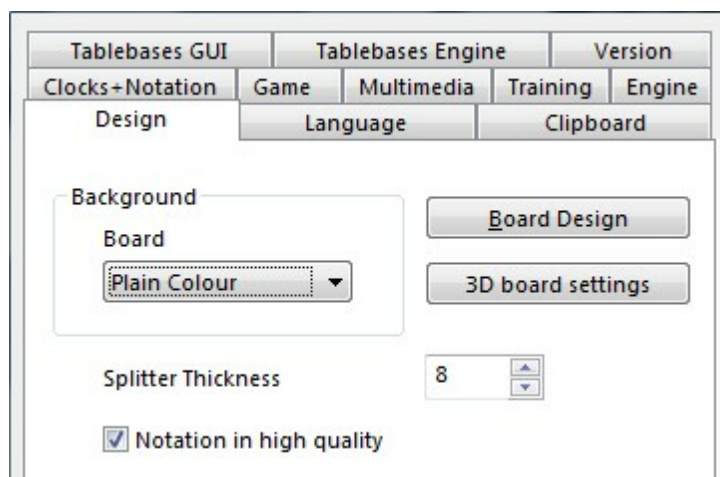 Tablebases GUI Tablebases Engine Version
Clocks+Notation Game Multimedia Training Engine
Design Language Clipboard
Background
Board
Plain Colour
Board Design
3D board settings
Splitter Thickness 8
Notation in high quality